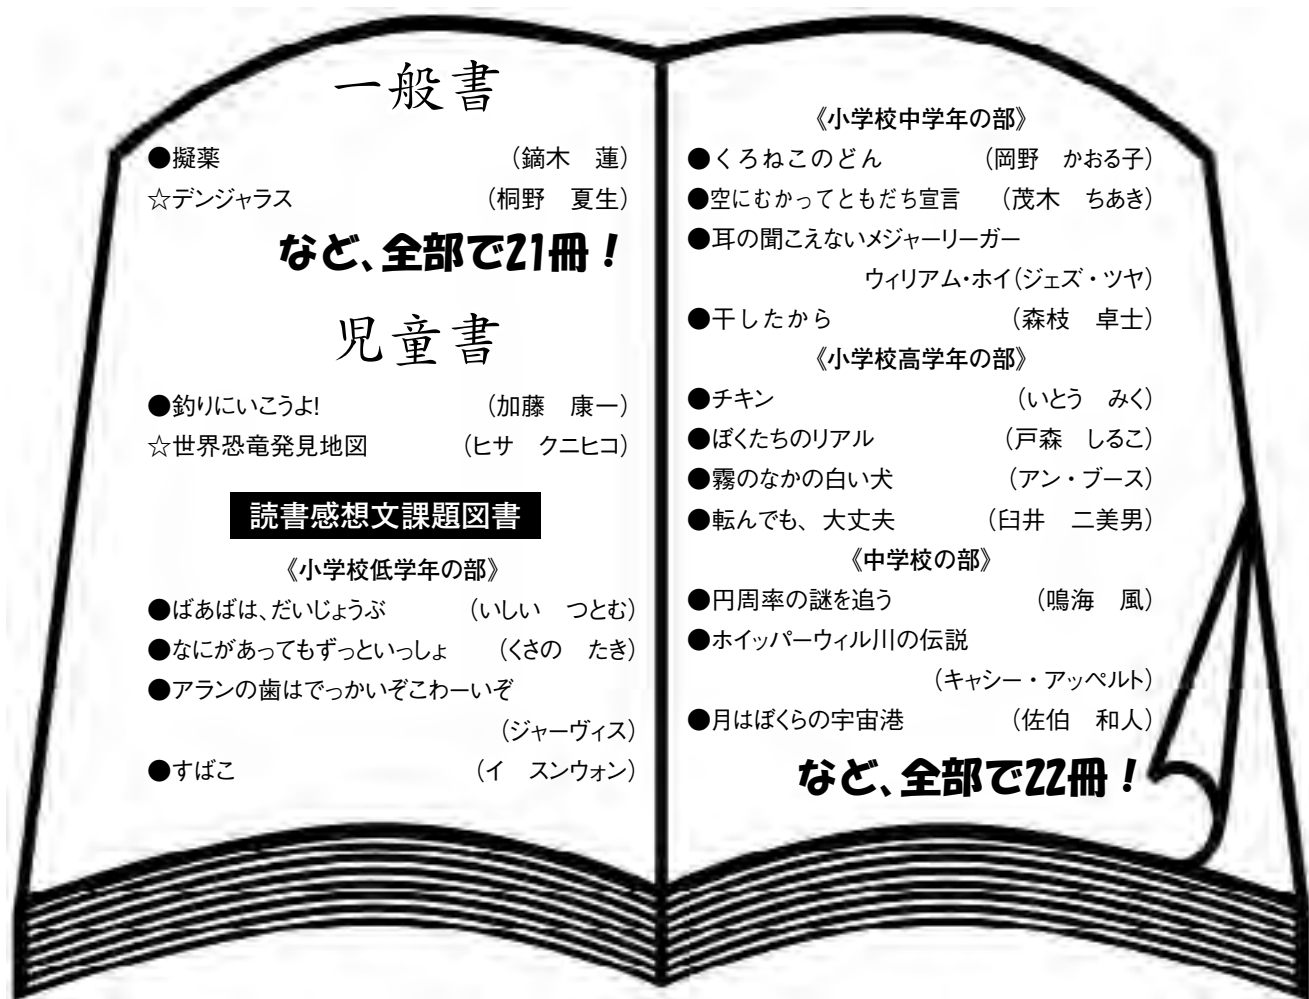 一般書
●擬薬　（鏑木　蓮）
☆デンジャラス　（桐野　夏生）
など、全部で21冊！
児童書
●釣りにいこうよ!　（加藤　康一）
☆世界恐竜発見地図　（ヒサ　クニヒコ）
読書感想文課題図書
《小学校低学年の部》
●ばあばは、だいじょうぶ　（いしい　つとむ）
●なにがあってもずっといっしょ　（くさの　たき）
●アランの歯はでっかいぞこわーいぞ
（ジャーヴィス）
●すばこ　（イ　スンウォン）
《小学校中学年の部》
●くろねこのどん　（岡野　かおる子）
●空にむかってともだち宣言　（茂木　ちあき）
●耳の聞こえないメジャーリーガー
ウィリアム・ホイ（ジェズ・ツヤ）
●干したから　（森枝　卓士）
《小学校高学年の部》
●チキン　（いとう　みく）
●ぼくたちのリアル　（戸森　しるこ）
●霧のなかの白い犬　（アン・ブース）
●転んでも、大丈夫　（臼井　二美男）
《中学校の部》
●円周率の謎を追う　（鳴海　風）
●ホイッパーウィル川の伝説
（キャシー・アッペルト）
●月はぼくらの宇宙港　（佐伯　和人）
など、全部で22冊！